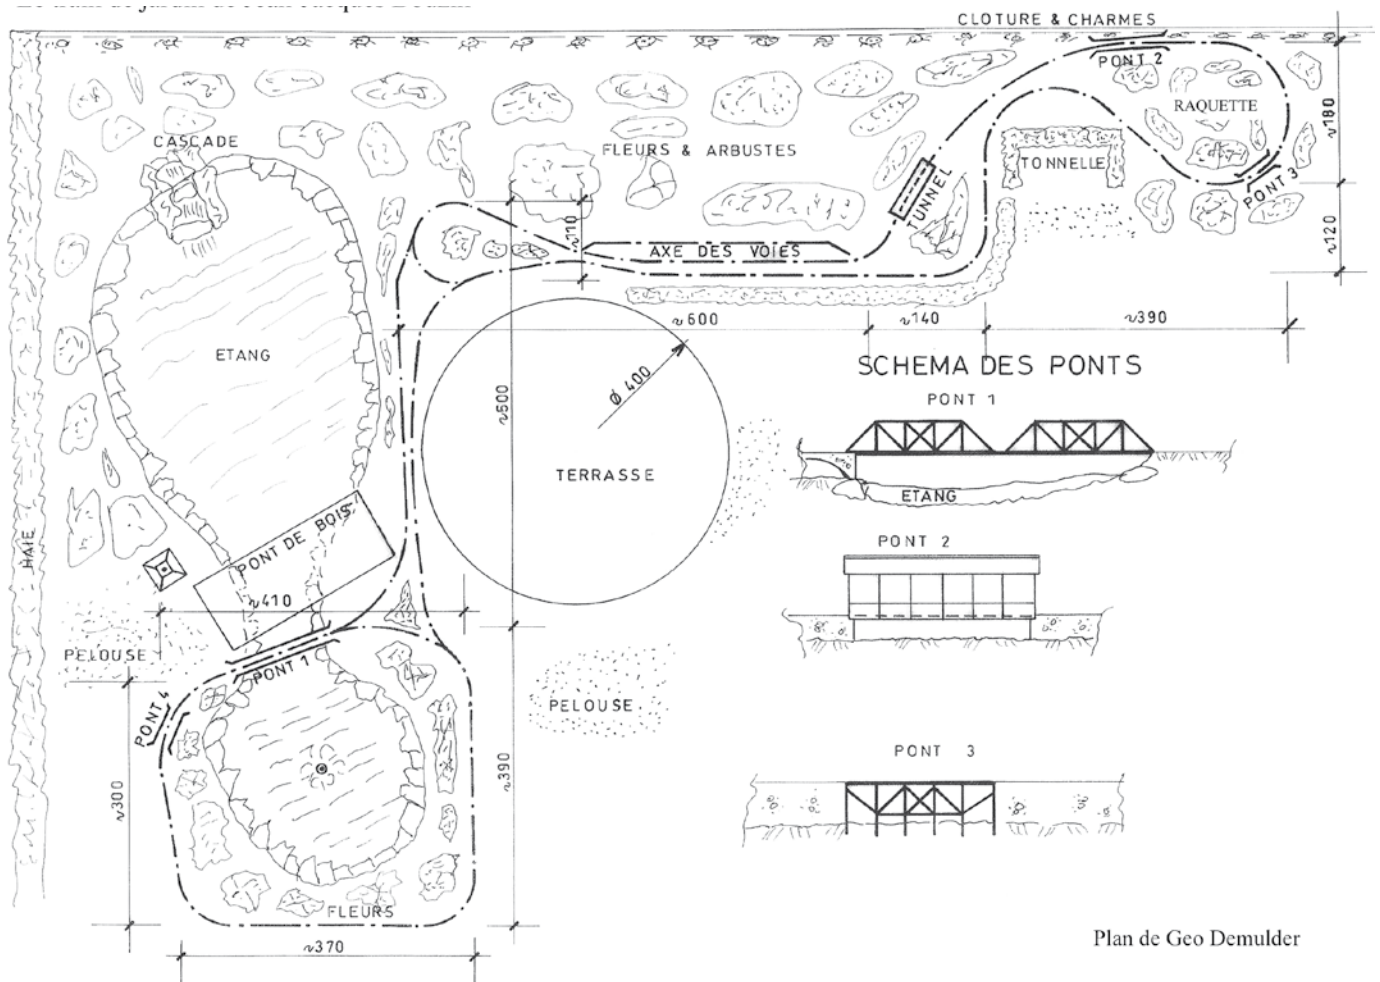 CLOTURE & CHARMES
PONT 2
RAQUETTE
~180
CASCADE
FLEURS & ARBUSTES
TONNELLE
PONT 3
TUNNEL
~110
AXE DES VOIES
~120
~600
~140
~390
ETANG
SCHEMA DES PONTS
Ø 400
PONT 1
~600
TERRASSE
ETANG
HAIE
PONT DE BOIS
PONT 2
~410
PELOUSE
PONT 1
PONT 4
PELOUSE
PONT 3
~390
~300
FLEURS
~370
Plan de Geo Demulder